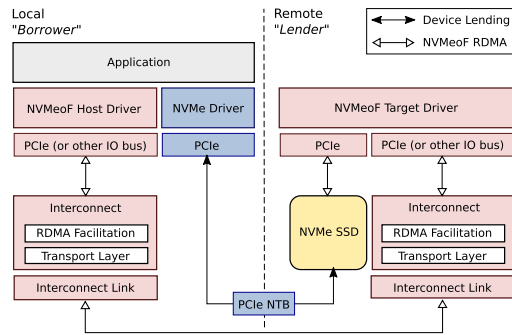 Local
"Borrower"
Remote
"Lender"
Device Lending
NVMeoF RDMA
Application
NVMeoF Host Driver
NVMe Driver
NVMeoF Target Driver
PCIe (or other IO bus)
PCIe
PCIe
PCIe (or other IO bus)
Interconnect
RDMA Facilitation
Transport Layer
NVMe SSD
Interconnect
RDMA Facilitation
Transport Layer
Interconnect Link
PCIe NTB
Interconnect Link